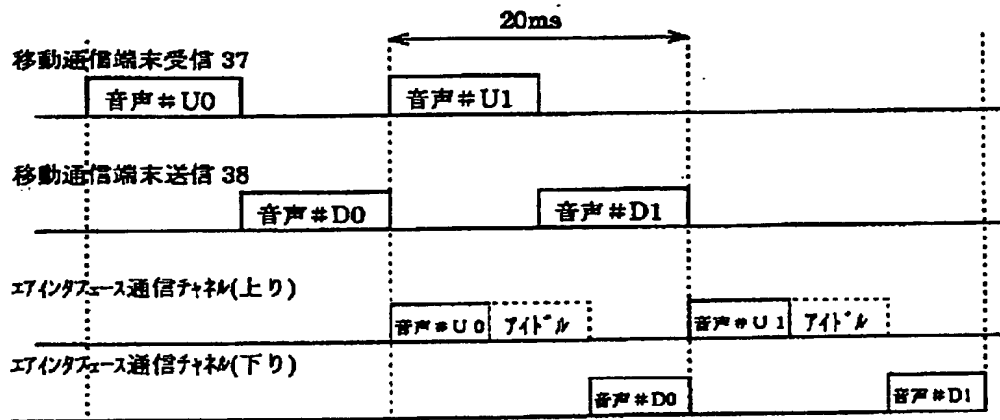 20ms
移動通信端末受信 37
音声#U0 音声#U1
移動通信端末送信 38
音声#D0 音声#D1
エアインタフェース通信チャネル(上り)
音声#U0 アイドル 音声#U1 アイドル
エアインタフェース通信チャネル(下り)
音声#D0 音声#D1